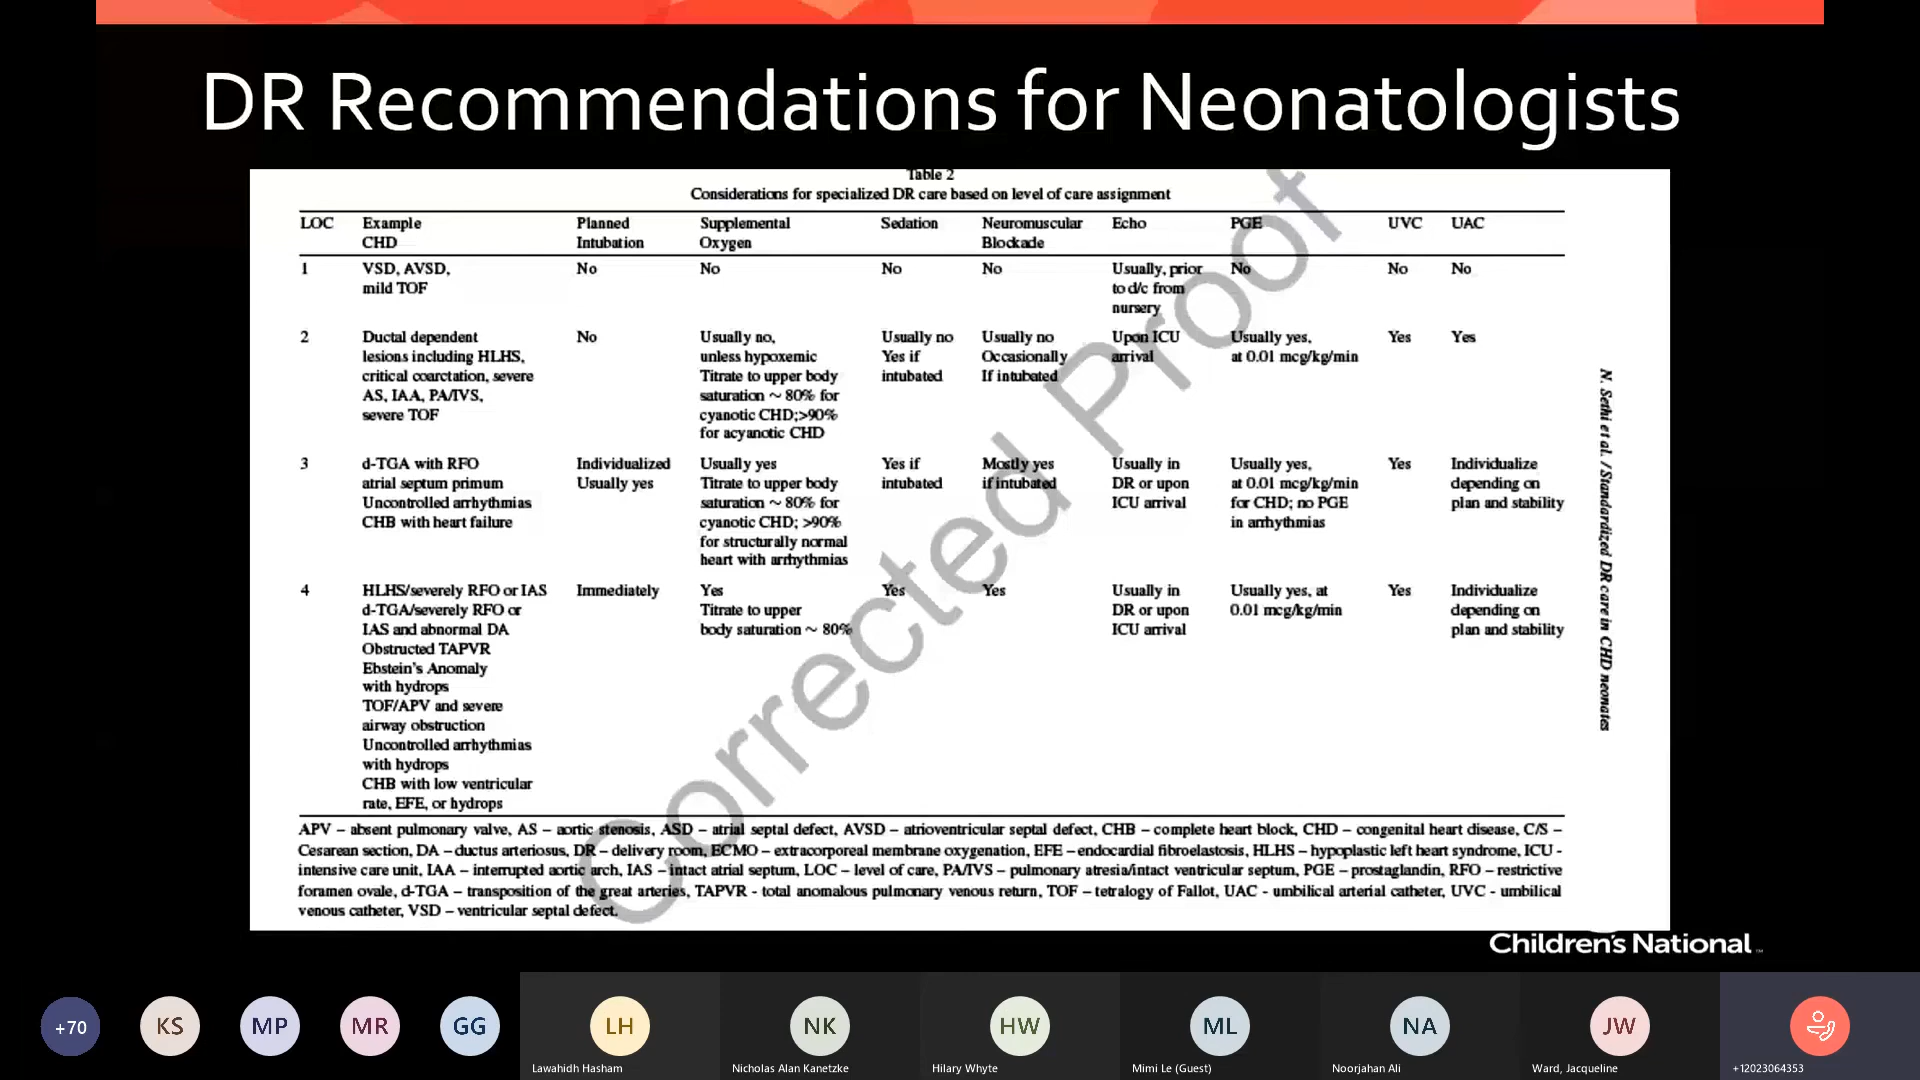 DR Recommendations for Neonatologists
Table 2
Considerations for specialized DR care based on level of care assignment
LOC Example CHD Planned Intubation Supplemental Oxygen Sedation Neuromuscular Blockade Echo PGE UVC UAC
1 VSD, AVSD, No No No No Usually, prior No No No
mild TOF to d/c from
nursery
2 Ductal dependent No Usually no, Usually no Usually no Upon ICU Usually yes, Yes Yes
lesions including HLHS, unless hypoxemic Yes if Occasionally arrival at 0.01 mcg/kg/min
critical coarctation, severe Titrate to upper body intubated If intubated
AS, IAA, PA/IVS, saturation ~ 80% for
severe TOF cyanotic CHD;>90%
for acyanotic CHD
3 d-TGA with RFO Individualized Usually yes Yes if Mostly yes Usually in Usually yes, Yes Individualize
atrial septum primum Usually yes Titrate to upper body intubated if intubated DR or upon at 0.01 mcg/kg/min depending on
Uncontrolled arrhythmias saturation ~ 80% for ICU arrival for CHD; no PGE plan and stability
CHB with heart failure cyanotic CHD; >90% in arrhythmias
for structurally normal
heart with arrhythmias
4 HLHS/severely RFO or IAS Immediately Yes Yes Yes Usually in Usually yes, at Yes Individualize
d-TGA/severely RFO or Titrate to upper DR or upon 0.01 mcg/kg/min depending on
IAS and abnormal DA body saturation ~ 80% ICU arrival plan and stability
Obstructed TAPVR
Ebstein's Anomaly
with hydrops
TOF/APV and severe
airway obstruction
Uncontrolled arrhythmias
with hydrops
CHB with low ventricular
rate, EFE, or hydrops
APV – absent pulmonary valve, AS – aortic stenosis, ASD – atrial septal defect, AVSD – atrioventricular septal defect, CHB – complete heart block, CHD – congenital heart disease, C/S –
Cesarean section, DA – ductus arteriosus, DR – delivery room, ECMO – extracorporeal membrane oxygenation, EFE – endocardial fibroelastosis, HLHS – hypoplastic left heart syndrome, ICU -
intensive care unit, IAA – interrupted aortic arch, IAS – intact atrial septum, LOC – level of care, PA/IVS – pulmonary atresia/intact ventricular septum, PGE – prostaglandin, RFO – restrictive
foramen ovale, d-TGA – transposition of the great arteries, TAPVR - total anomalous pulmonary venous return, TOF – tetralogy of Fallot, UAC - umbilical arterial catheter, UVC - umbilical
venous catheter, VSD – ventricular septal defect.
N. Sethi et al. / Standardized DR care in CHD neonates
Corrected Proof
Children's National
+70 KS MP MR GG LH NK HW ML NA JW
Lawahidh Hasham Nicholas Alan Kanetzke Hilary Whyte Mimi Le (Guest) Noorjahan Ali Ward, Jacqueline +12023064353